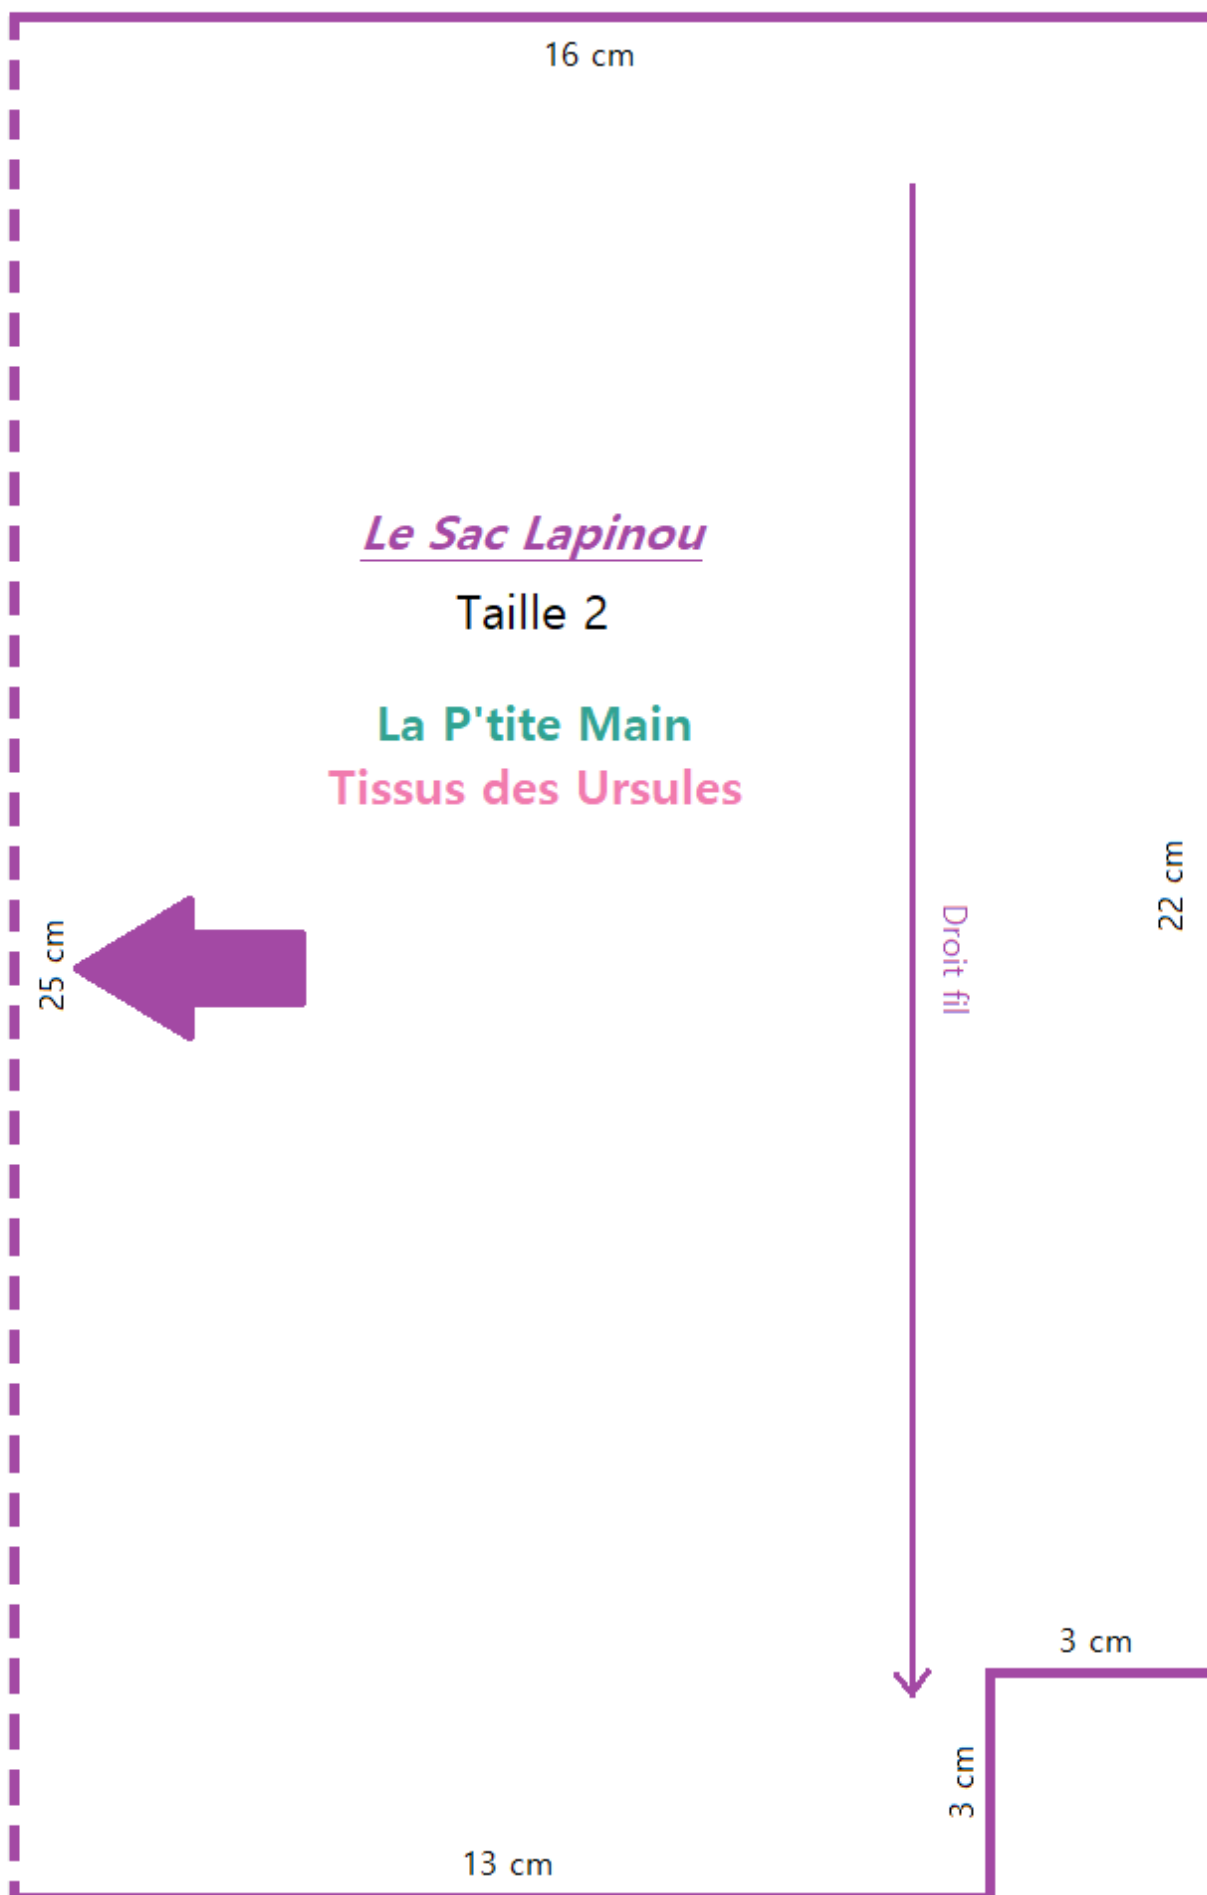 16 cm
Le Sac Lapinou
Taille 2
La P'tite Main
Tissus des Ursules
25 cm
Droit fil
22 cm
3 cm
3 cm
13 cm